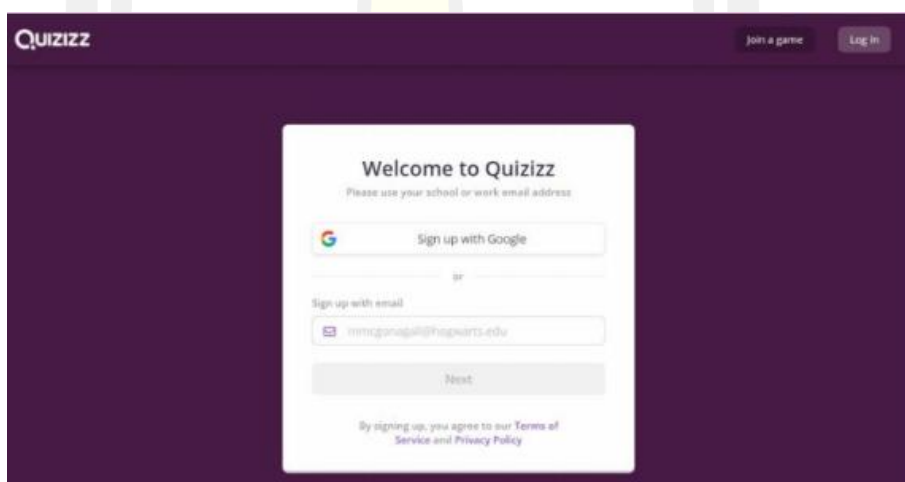 QUIZIZZ
Join a game
Log in
Welcome to Quizizz
Please use your school or work email address
Sign up with Google
or
Sign up with email
mmcgonagall@hogwarts.edu
Next
By signing up, you agree to our Terms of
Service and Privacy Policy